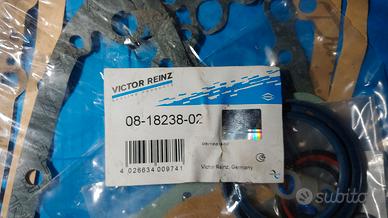 VICTOR REINZ
08-18238-02
Victor Reinz, Germany
4 026634 009741
subito